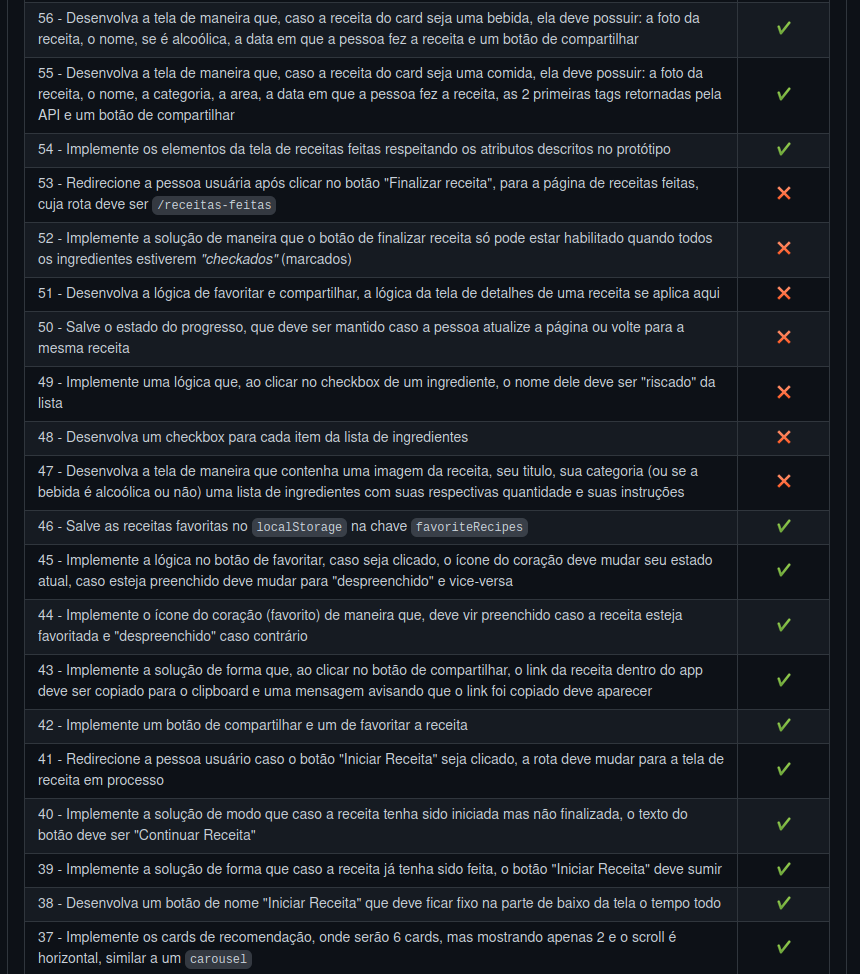 56 - Desenvolva a tela de maneira que, caso a receita do card seja uma bebida, ela deve possuir: a foto da
receita, o nome, se é alcoólica, a data em que a pessoa fez a receita e um botão de compartilhar
55 - Desenvolva a tela de maneira que, caso a receita do card seja uma comida, ela deve possuir: a foto da
receita, o nome, a categoria, a area, a data em que a pessoa fez a receita, as 2 primeiras tags retornadas pela
API e um botão de compartilhar
54 - Implemente os elementos da tela de receitas feitas respeitando os atributos descritos no protótipo
53 - Redirecione a pessoa usuária após clicar no botão "Finalizar receita", para a página de receitas feitas,
cuja rota deve ser /receitas-feitas
52 - Implemente a solução de maneira que o botão de finalizar receita só pode estar habilitado quando todos
os ingredientes estiverem "checkados" (marcados)
51 - Desenvolva a lógica de favoritar e compartilhar, a lógica da tela de detalhes de uma receita se aplica aqui
50 - Salve o estado do progresso, que deve ser mantido caso a pessoa atualize a página ou volte para a
mesma receita
49 - Implemente uma lógica que, ao clicar no checkbox de um ingrediente, o nome dele deve ser "riscado" da
lista
48 - Desenvolva um checkbox para cada item da lista de ingredientes
47 - Desenvolva a tela de maneira que contenha uma imagem da receita, seu titulo, sua categoria (ou se a
bebida é alcoólica ou não) uma lista de ingredientes com suas respectivas quantidade e suas instruções
46 - Salve as receitas favoritas no localStorage na chave favoriteRecipes
45 - Implemente a lógica no botão de favoritar, caso seja clicado, o ícone do coração deve mudar seu estado
atual, caso esteja preenchido deve mudar para "despreenchido" e vice-versa
44 - Implemente o ícone do coração (favorito) de maneira que, deve vir preenchido caso a receita esteja
favoritada e "despreenchido" caso contrário
43 - Implemente a solução de forma que, ao clicar no botão de compartilhar, o link da receita dentro do app
deve ser copiado para o clipboard e uma mensagem avisando que o link foi copiado deve aparecer
42 - Implemente um botão de compartilhar e um de favoritar a receita
41 - Redirecione a pessoa usuário caso o botão "Iniciar Receita" seja clicado, a rota deve mudar para a tela de
receita em processo
40 - Implemente a solução de modo que caso a receita tenha sido iniciada mas não finalizada, o texto do
botão deve ser "Continuar Receita"
39 - Implemente a solução de forma que caso a receita já tenha sido feita, o botão "Iniciar Receita" deve sumir
38 - Desenvolva um botão de nome "Iniciar Receita" que deve ficar fixo na parte de baixo da tela o tempo todo
37 - Implemente os cards de recomendação, onde serão 6 cards, mas mostrando apenas 2 e o scroll é
horizontal, similar a um carousel